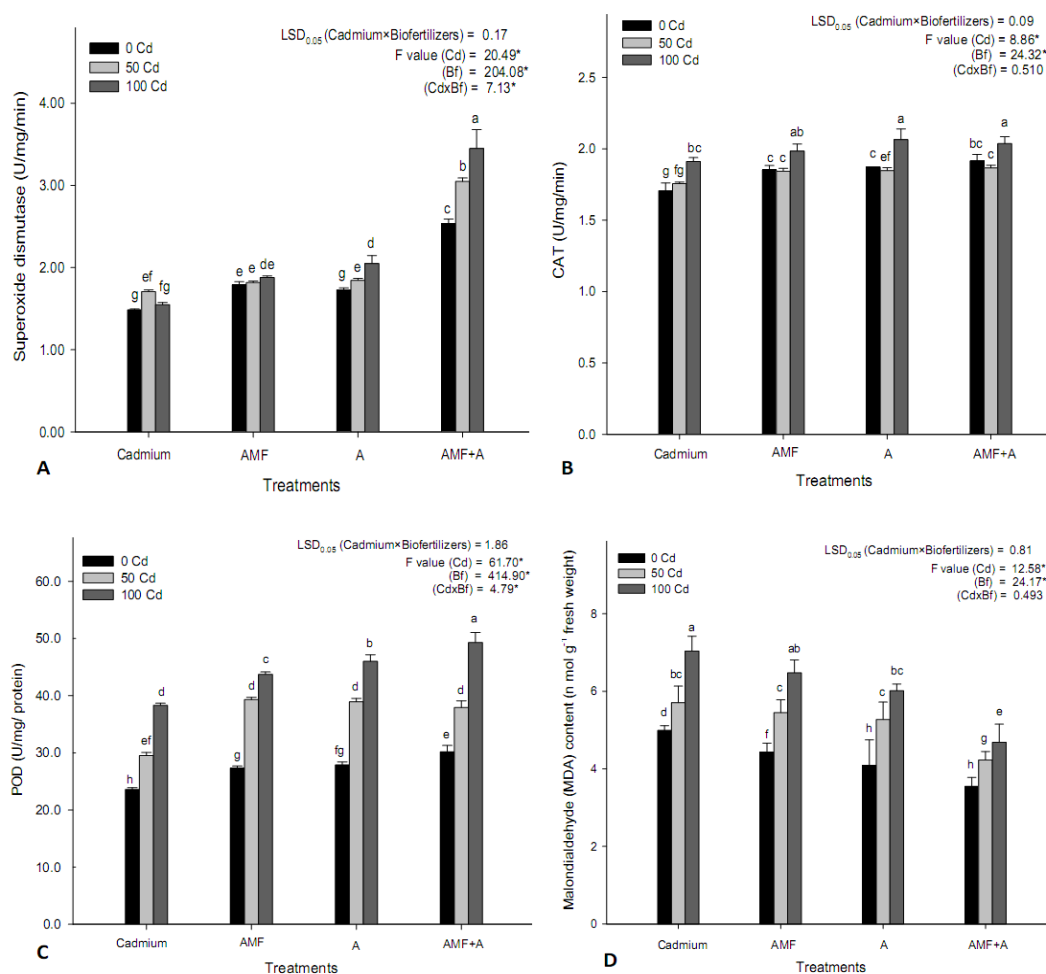 LSD0.05 (Cadmium×Biofertilizers) = 0.17
F value (Cd) = 20.49*
(Bf) = 204.08*
(CdxBf) = 7.13*
0 Cd
50 Cd
100 Cd
Superoxide dismutase (U/mg/min)
4.00
3.00
2.00
1.00
0.00
g ef fg
e e de
g e d
c b a
Cadmium AMF A AMF+A
Treatments
A
LSD0.05 (Cadmium×Biofertilizers) = 0.09
F value (Cd) = 8.86*
(Bf) = 24.32*
(CdxBf) = 0.510
0 Cd
50 Cd
100 Cd
CAT (U/mg/min)
2.5
2.0
1.5
1.0
0.5
0.0
g fg bc
c c ab
c ef a
bc c a
Cadmium AMF A AMF+A
Treatments
B
LSD0.05 (Cadmium×Biofertilizers) = 1.86
F value (Cd) = 61.70*
(Bf) = 414.90*
(CdxBf) = 4.79*
0 Cd
50 Cd
100 Cd
POD (U/mg/ protein)
60.0
50.0
40.0
30.0
20.0
10.0
0.0
h ef d
g d c
fg d b
e d a
Cadmium AMF A AMF+A
Treatments
C
LSD0.05 (Cadmium×Biofertilizers) = 0.81
F value (Cd) = 12.58*
(Bf) = 24.17*
(CdxBf) = 0.493
0 Cd
50 Cd
100 Cd
Malondialdehyde (MDA) content (n mol g-1 fresh weight)
8
6
4
2
0
d bc a
f c ab
h c bc
h g e
Cadmium AMF A AMF+A
Treatments
D